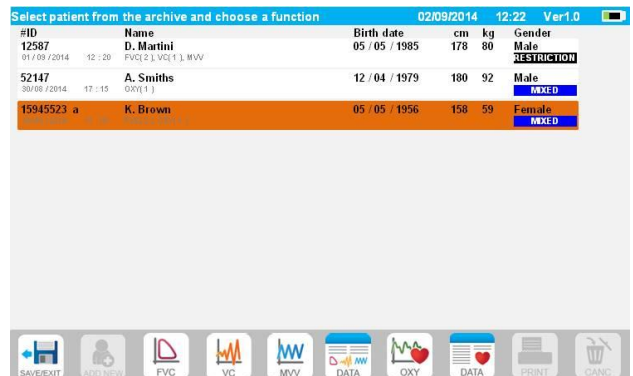 Select patient from the archive and choose a function 02/09/2014 12:22 Ver1.0
#ID Name Birth date cm kg Gender
12587 D. Martini 05 / 05 / 1985 178 80 Male
01 / 09 / 2014 12 : 20 FVC( 2 ), VC( 1 ), MVV RESTRICTION
52147 A. Smiths 12 / 04 / 1979 180 92 Male
30/08 / 2014 17 : 15 OXY( 1 ) MIXED
15945523 a K. Brown 05 / 05 / 1956 158 59 Female
MIXED
SAVE/EXIT ADD NEW FVC VC MVV DATA OXY DATA PRINT CANC